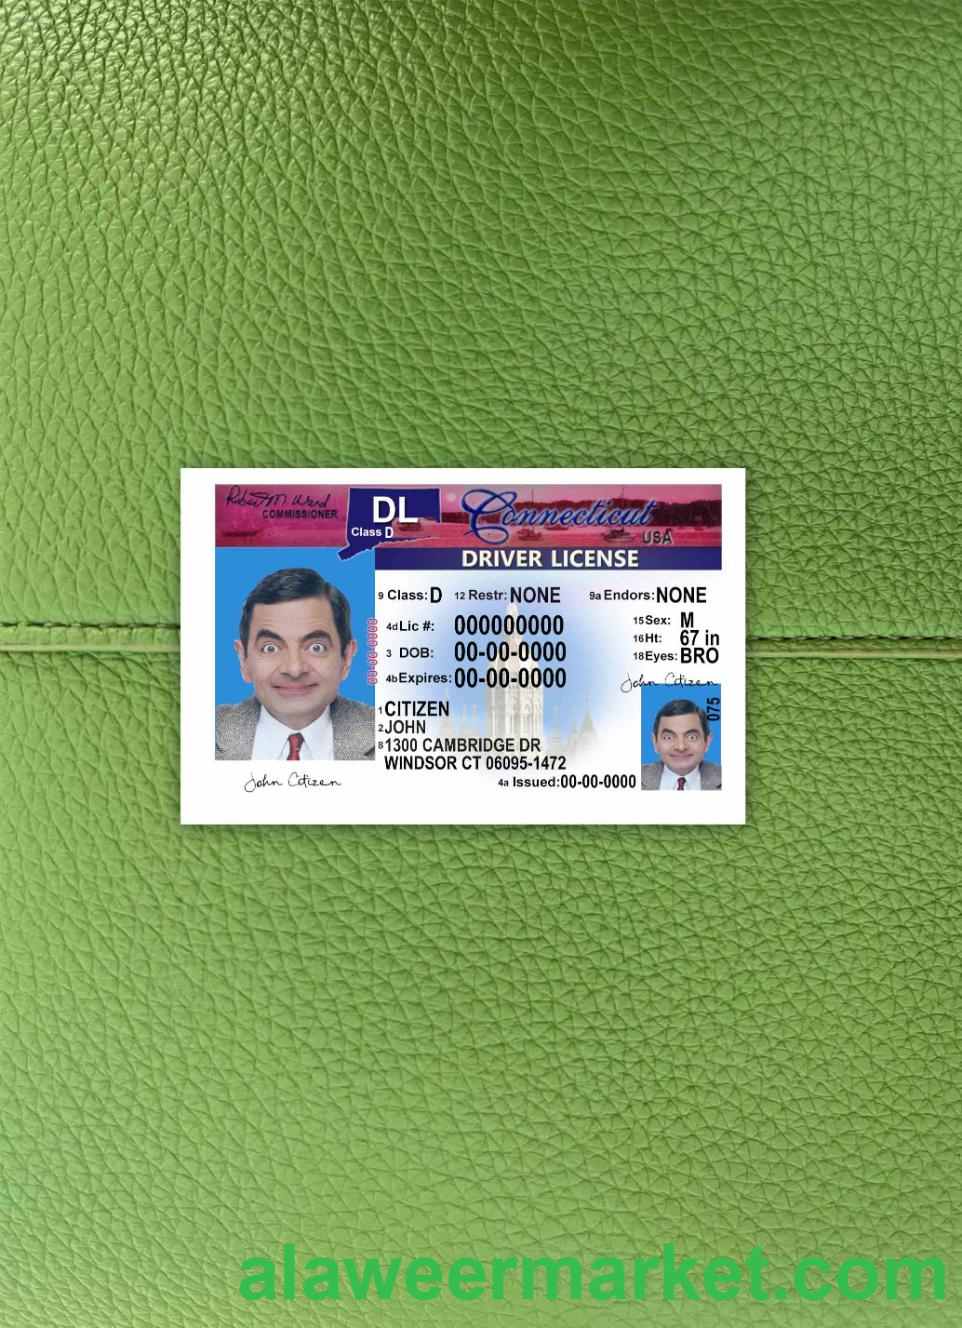 Robert M. Ward
COMMISSIONER
DL
Class D
Connecticut
USA
DRIVER LICENSE
9 Class: D 12 Restr: NONE 9a Endors: NONE
4d Lic #: 000000000
15 Sex: M
3 DOB: 00-00-0000
16 Ht: 67 in
4b Expires: 00-00-0000
18 Eyes: BRO
00-00-0000
John Citizen
1 CITIZEN
2 JOHN
8 1300 CAMBRIDGE DR
WINDSOR CT 06095-1472
4a Issued: 00-00-0000
075
John Citizen
alaweermarket.com